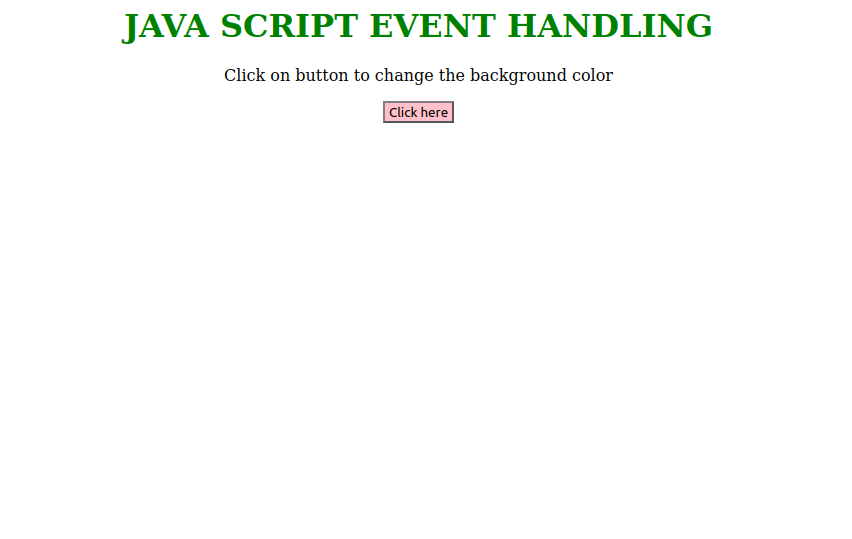 JAVA SCRIPT EVENT HANDLING
Click on button to change the background color
Click here